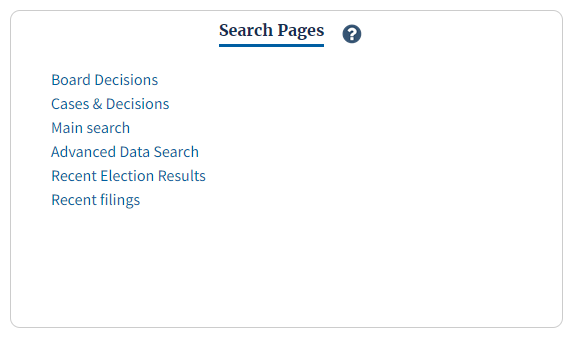 Search Pages ?
Board Decisions
Cases & Decisions
Main search
Advanced Data Search
Recent Election Results
Recent filings